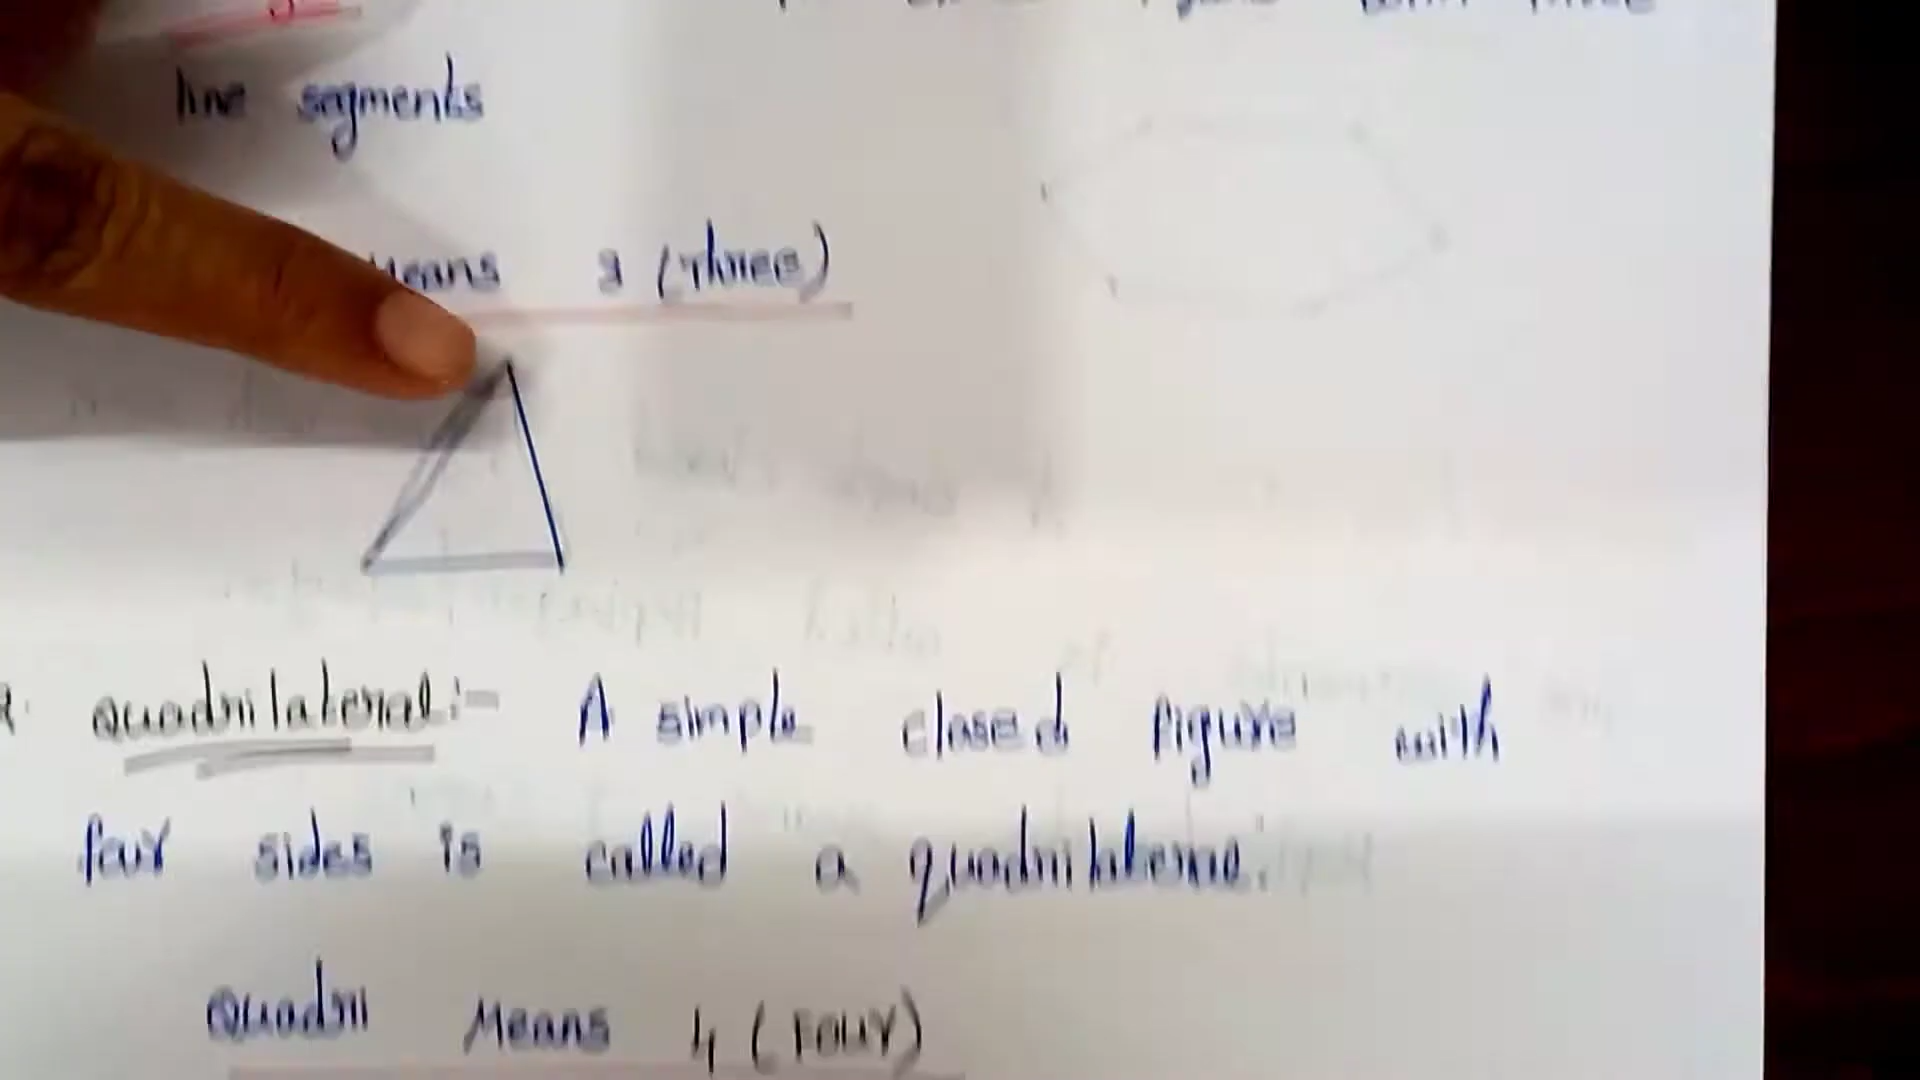 line segments
Means 3 (Three)
2. Quadrilateral:- A simple closed figure with
four sides is called a quadrilateral.
Quadri Means 4 (Four)